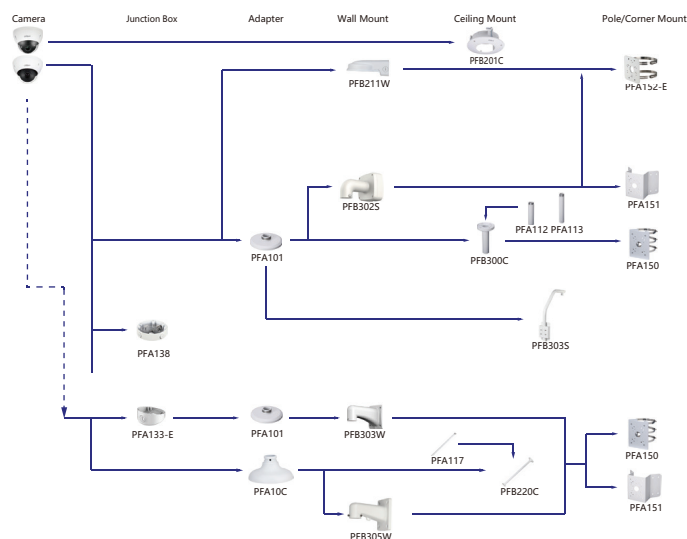 Camera
Junction Box
Adapter
Wall Mount
Ceiling Mount
Pole/Corner Mount
PFB201C
PFB211W
PFA152-E
PFB302S
PFA151
PFA112
PFA113
PFA101
PFB300C
PFA150
PFB303S
PFA138
PFA133-E
PFA101
PFB303W
PFA117
PFA150
PFA10C
PFB220C
PFA151
PFB305W